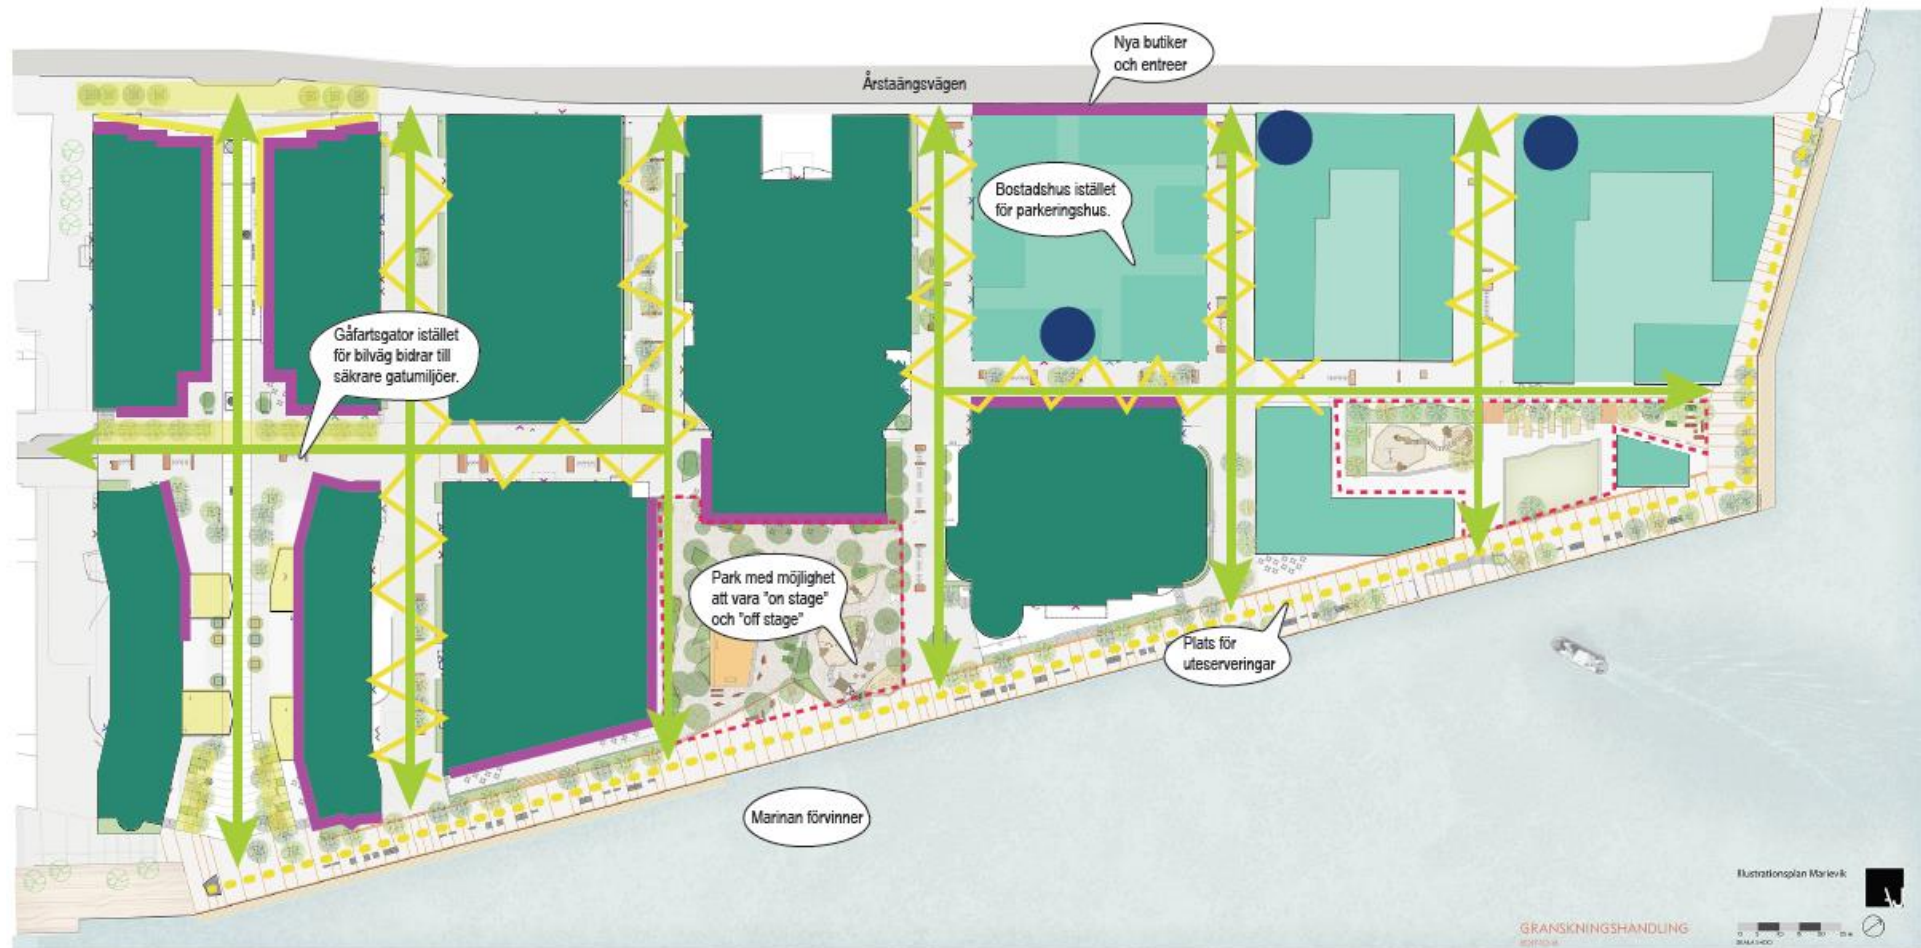 Nya butiker
och entreer
Årstaängsvägen
Bostadshus istället
för parkeringshus.
Gåfartsgator istället
för bilväg bidrar till
säkrare gatumiljöer.
Park med möjlighet
att vara "on stage"
och "off stage"
Plats för
uteserveringar
Marinan förvinner
Illustrationsplan Marievik
GRANSKNINGSHANDLING